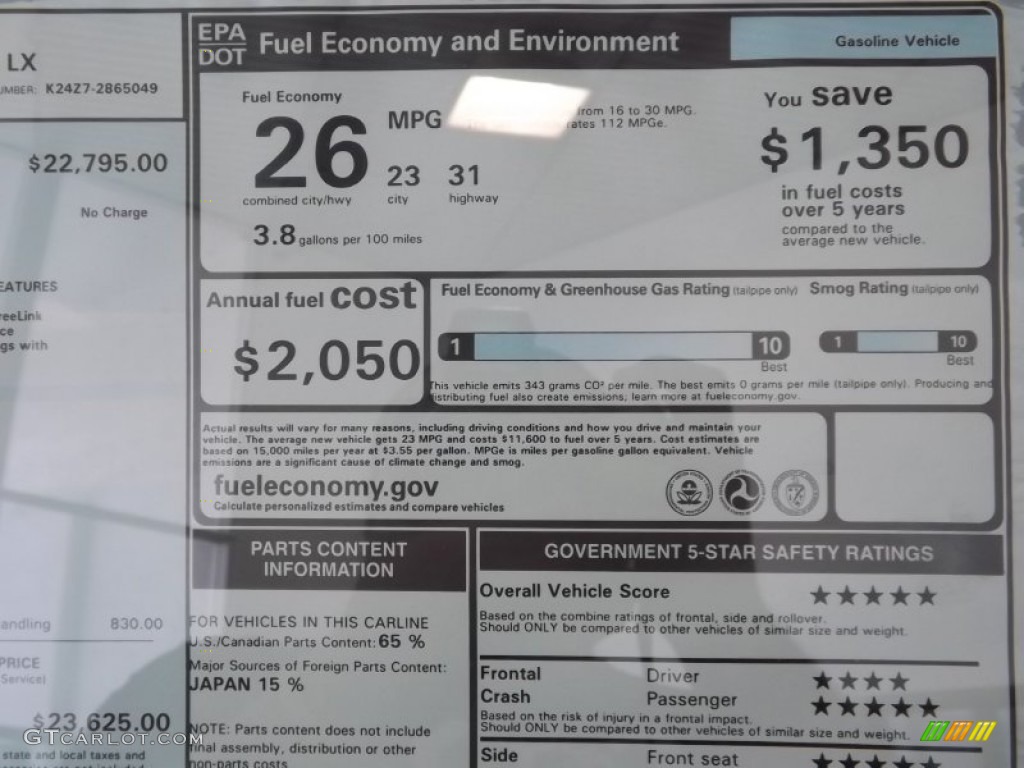 LX
UMBER: K24Z7-2865049
$22,795.00
No Charge
EATURES
reeLink
ce
gs with
andling 830.00
PRICE
Service)
$23,625.00
state and local taxes and
EPA
DOT
Fuel Economy and Environment
Gasoline Vehicle
Fuel Economy
26
combined city/hwy
MPG
23
city
31
highway
from 16 to 30 MPG.
rates 112 MPGe.
3.8 gallons per 100 miles
You save
$1,350
in fuel costs
over 5 years
compared to the
average new vehicle.
Annual fuel cost
$2,050
Fuel Economy & Greenhouse Gas Rating (tailpipe only)
1 10
Best
Smog Rating (tailpipe only)
1 10
Best
This vehicle emits 343 grams CO² per mile. The best emits 0 grams per mile (tailpipe only). Producing and
istributing fuel also create emissions; learn more at fueleconomy.gov.
Actual results will vary for many reasons, including driving conditions and how you drive and maintain your
vehicle. The average new vehicle gets 23 MPG and costs $11,600 to fuel over 5 years. Cost estimates are
based on 15,000 miles per year at $3.55 per gallon. MPGe is miles per gasoline gallon equivalent. Vehicle
emissions are a significant cause of climate change and smog.
fueleconomy.gov
Calculate personalized estimates and compare vehicles
PARTS CONTENT
INFORMATION
FOR VEHICLES IN THIS CARLINE
U.S./Canadian Parts Content: 65 %
Major Sources of Foreign Parts Content:
JAPAN 15 %
NOTE: Parts content does not include
final assembly, distribution or other
non-parts costs
GOVERNMENT 5-STAR SAFETY RATINGS
Overall Vehicle Score ★★★★★
Based on the combine ratings of frontal, side and rollover.
Should ONLY be compared to other vehicles of similar size and weight.
Frontal Driver ★★★★
Crash Passenger ★★★★★
Based on the risk of injury in a frontal impact.
Should ONLY be compared to other vehicles of similar size and weight.
Side Front seat ★★★★★
GTCarLot.com